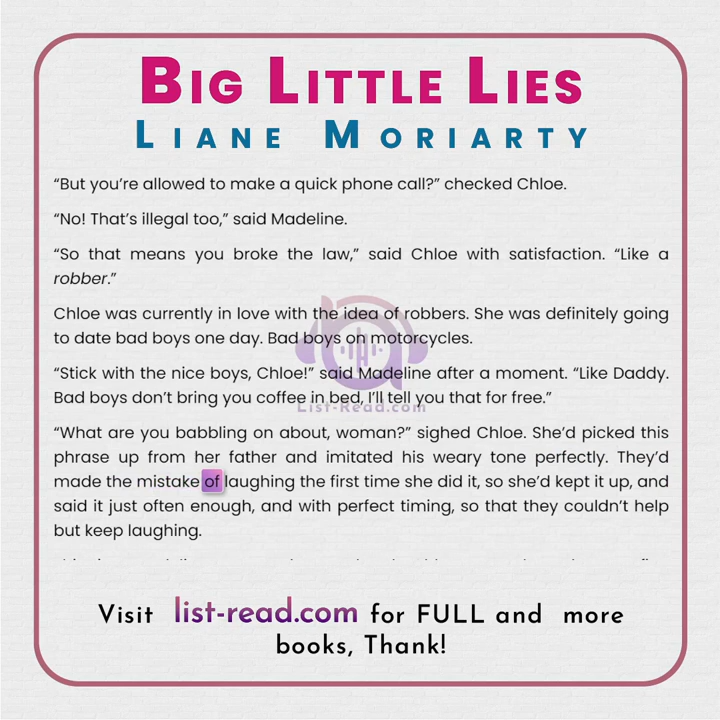 Big Little Lies
Liane Moriarty
“But you’re allowed to make a quick phone call?” checked Chloe.
“No! That’s illegal too,” said Madeline.
“So that means you broke the law,” said Chloe with satisfaction. “Like a
robber.”
Chloe was currently in love with the idea of robbers. She was definitely going
to date bad boys one day. Bad boys on motorcycles.
“Stick with the nice boys, Chloe!” said Madeline after a moment. “Like Daddy.
Bad boys don’t bring you coffee in bed, I’ll tell you that for free.”
List-Read.com
“What are you babbling on about, woman?” sighed Chloe. She’d picked this
phrase up from her father and imitated his weary tone perfectly. They’d
made the mistake of laughing the first time she did it, so she’d kept it up, and
said it just often enough, and with perfect timing, so that they couldn’t help
but keep laughing.
Visit list-read.com for FULL and more
books, Thank!